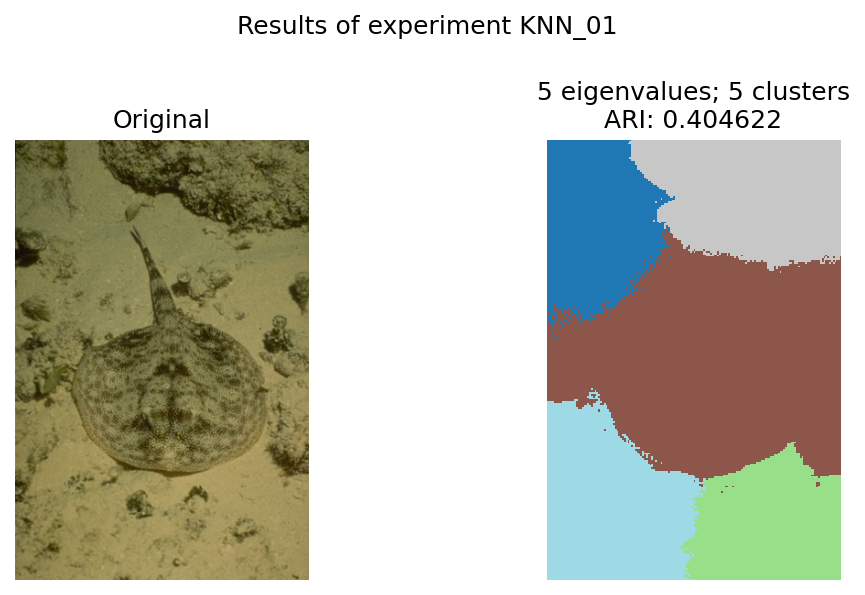 Results of experiment KNN_01
Original
5 eigenvalues; 5 clusters
ARI: 0.404622